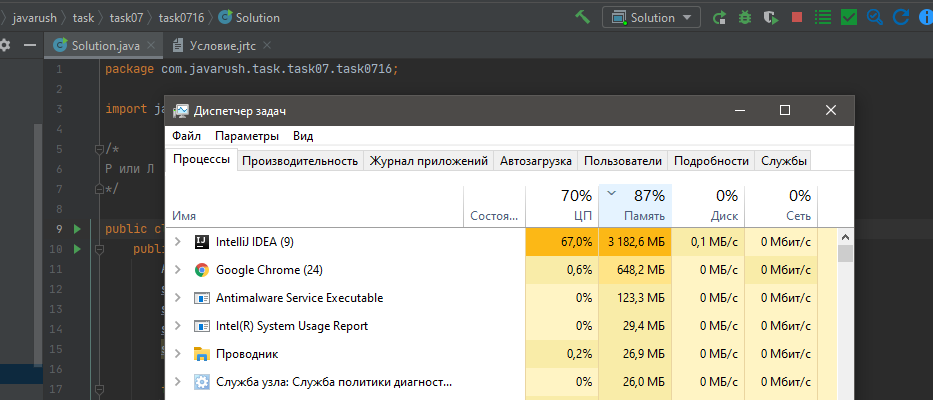 javarush task task07 task0716 Solution
Solution
Solution.java Условие.jrtc
1 package com.javarush.task.task07.task0716;
2
3 import ja
4
5 /*
6 Р или Л
7 */
8
9 public cl
10 publi
11
12
13
14
15
17
Диспетчер задач
Файл Параметры Вид
Процессы Производительность Журнал приложений Автозагрузка Пользователи Подробности Службы
70% 87% 0% 0%
Имя Состоя... ЦП Память Диск Сеть
IntelliJ IDEA (9) 67,0% 3 182,6 МБ 0,1 МБ/с 0 Мбит/с
Google Chrome (24) 0,6% 648,2 МБ 0 МБ/с 0 Мбит/с
Antimalware Service Executable 0% 123,3 МБ 0 МБ/с 0 Мбит/с
Intel(R) System Usage Report 0% 29,4 МБ 0 МБ/с 0 Мбит/с
Проводник 0,2% 26,9 МБ 0 МБ/с 0 Мбит/с
Служба узла: Служба политики диагност... 0% 26,0 МБ 0 МБ/с 0 Мбит/с